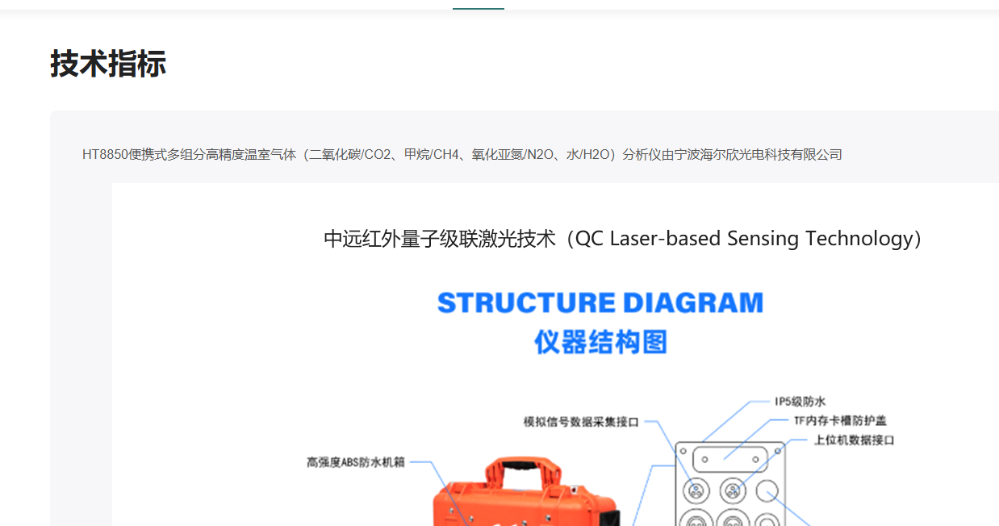 技术指标
HT8850便携式多组分高精度温室气体（二氧化碳/CO2、甲烷/CH4、氧化亚氮/N2O、水/H2O）分析仪由宁波海尔欣光电科技有限公司
中远红外量子级联激光技术（QC Laser-based Sensing Technology）
STRUCTURE DIAGRAM
仪器结构图
IP5级防水
模拟信号数据采集接口
TF内存卡槽防护盖
上位机数据接口
高强度ABS防水机箱